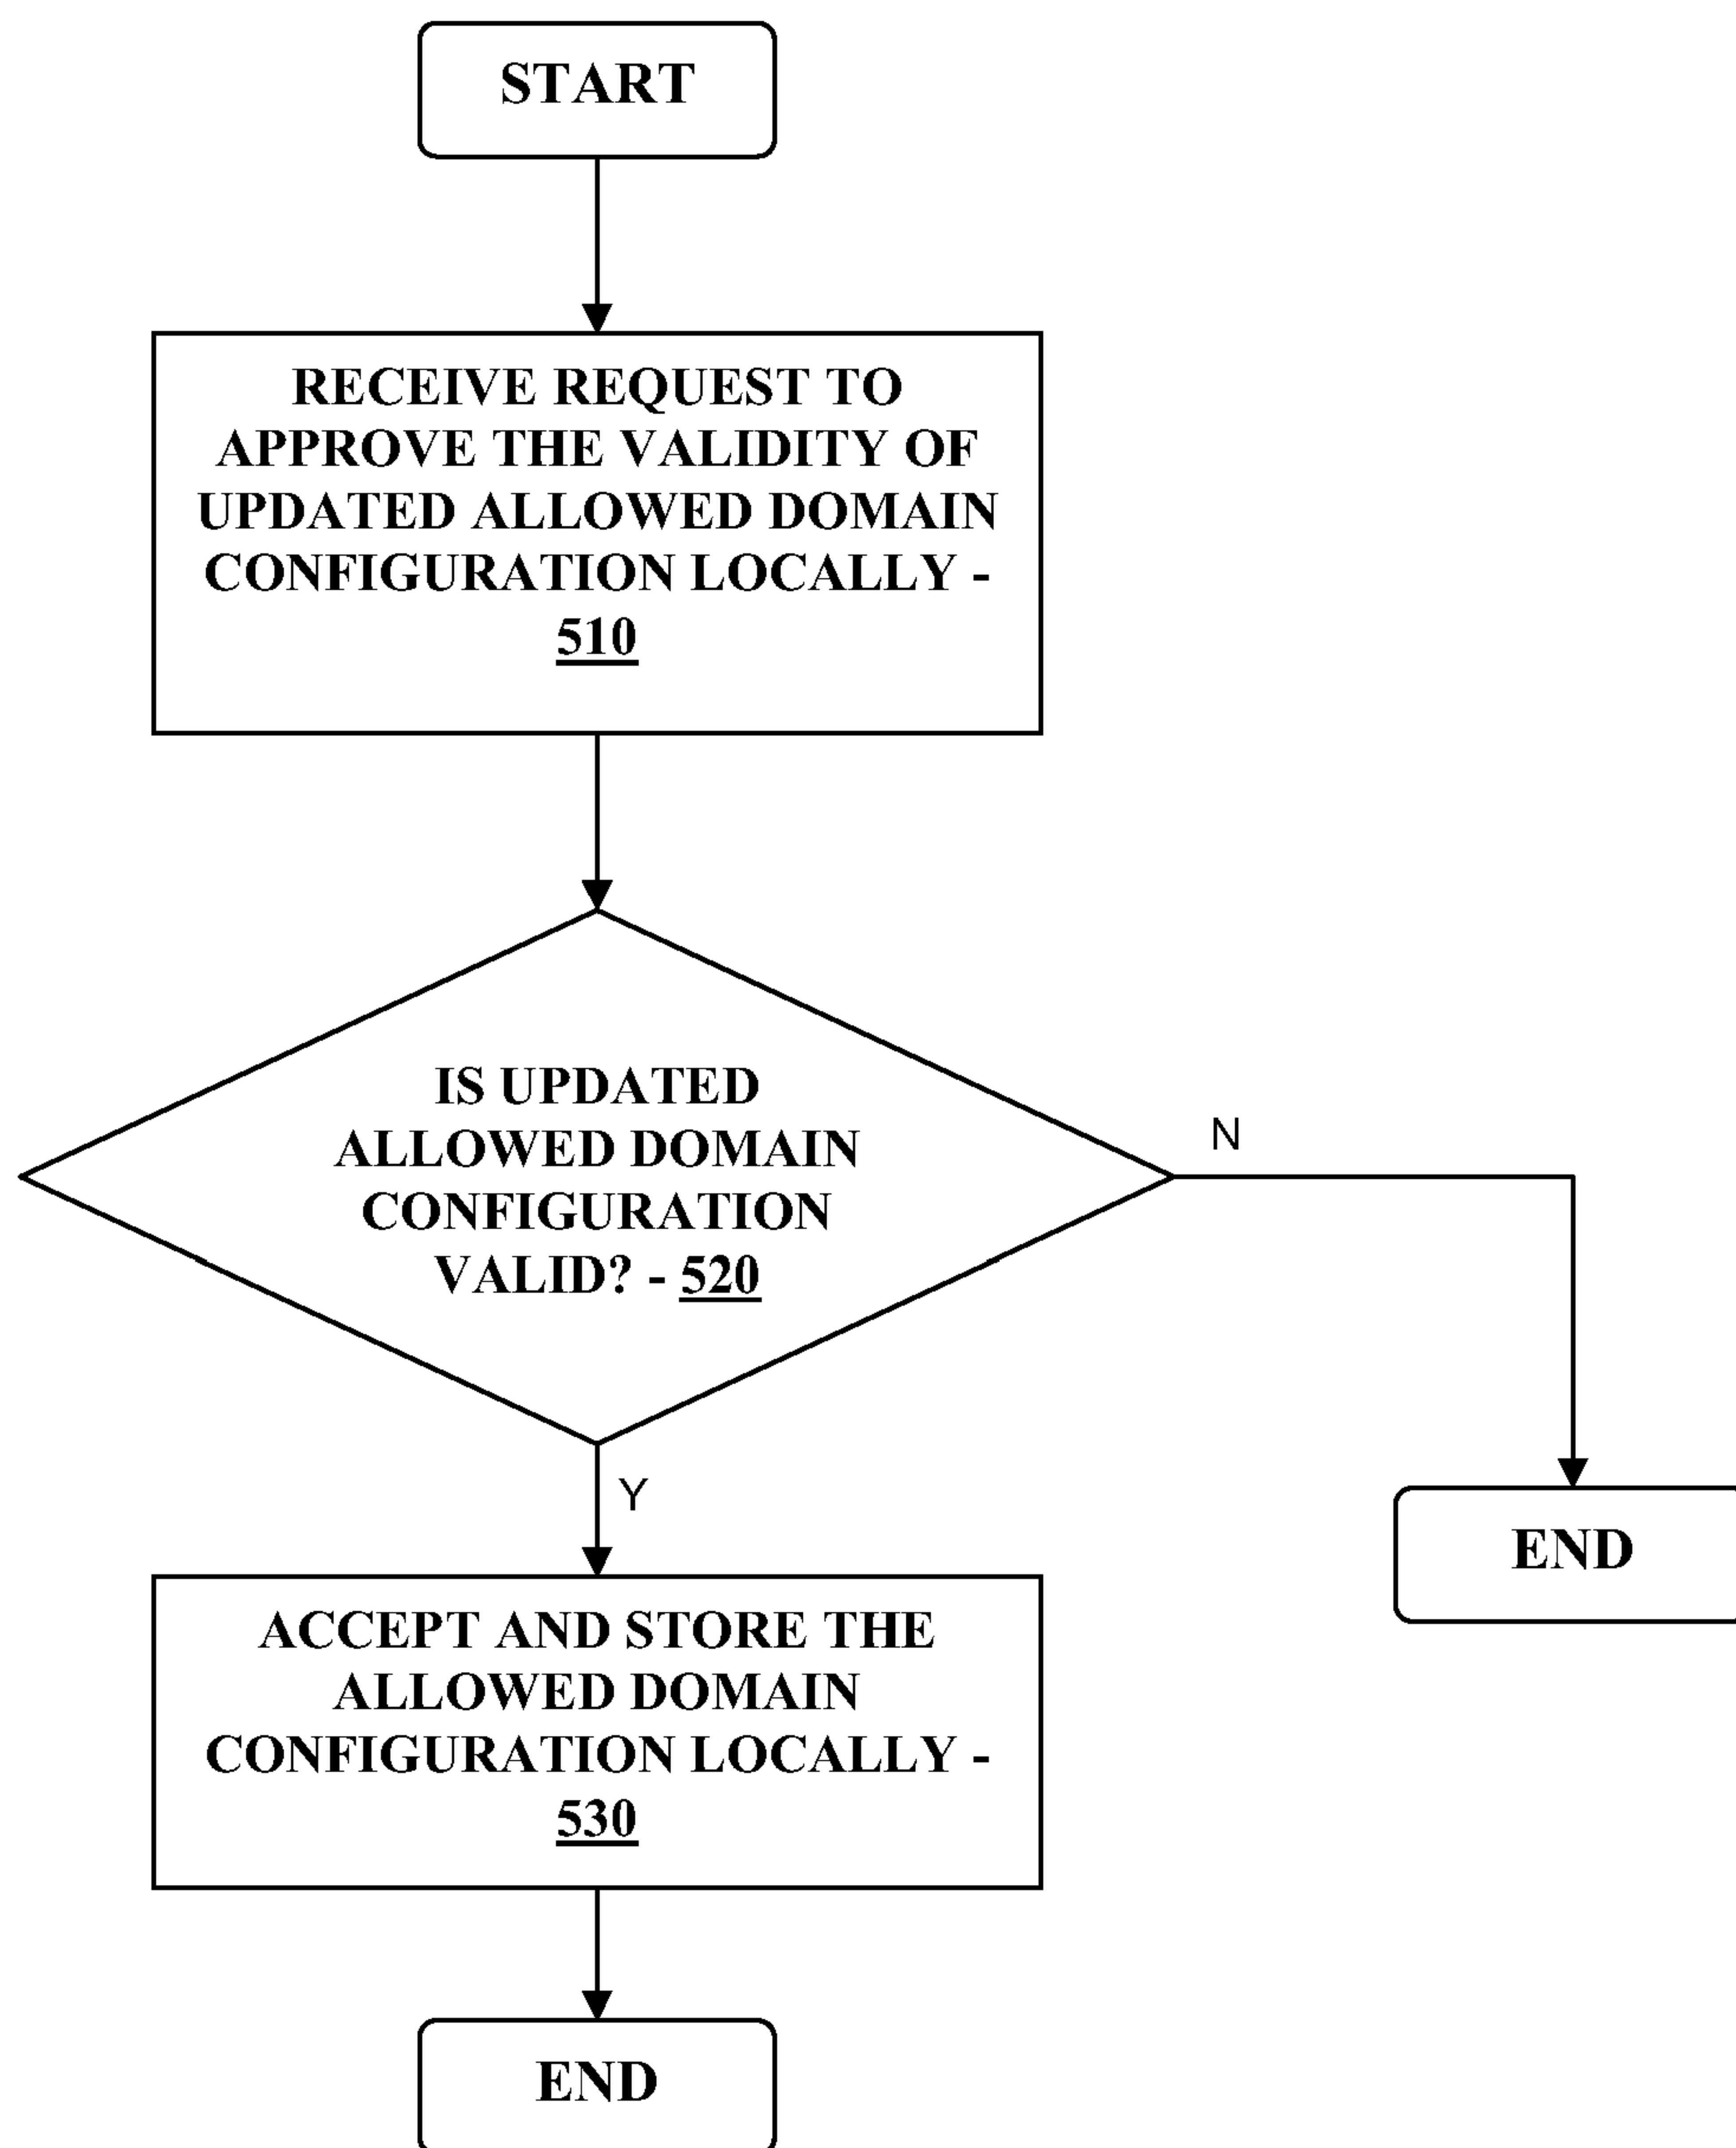 START
RECEIVE REQUEST TO
APPROVE THE VALIDITY OF
UPDATED ALLOWED DOMAIN
CONFIGURATION LOCALLY -
510
IS UPDATED
ALLOWED DOMAIN
CONFIGURATION
VALID? - 520
N
Y
END
ACCEPT AND STORE THE
ALLOWED DOMAIN
CONFIGURATION LOCALLY -
530
END